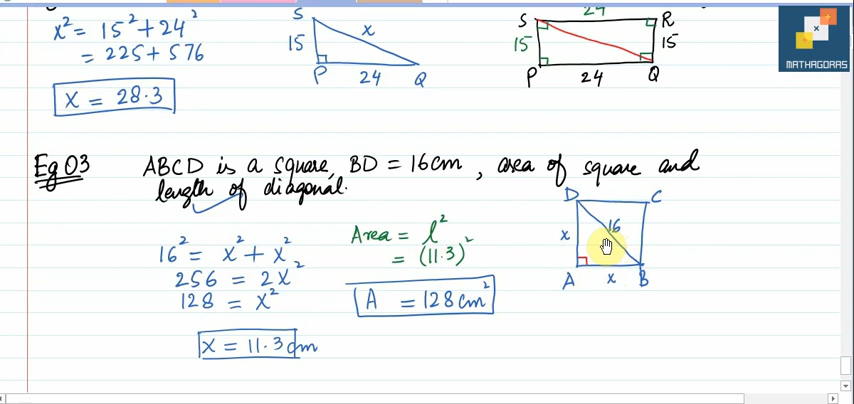 x² = 15² + 24²
= 225 + 576
x = 28.3
S
15
x
P
24
Q
24
S
R
15
15
P
24
Q
MATHAGORAS
Eg 03
ABCD is a square, BD = 16cm, area of square and
length of diagonal.
16² = x² + x²
256 = 2x²
128 = x²
x = 11.3 cm
Area = l²
= (11.3)²
A = 128 cm²
D
C
16
x
A
x
B